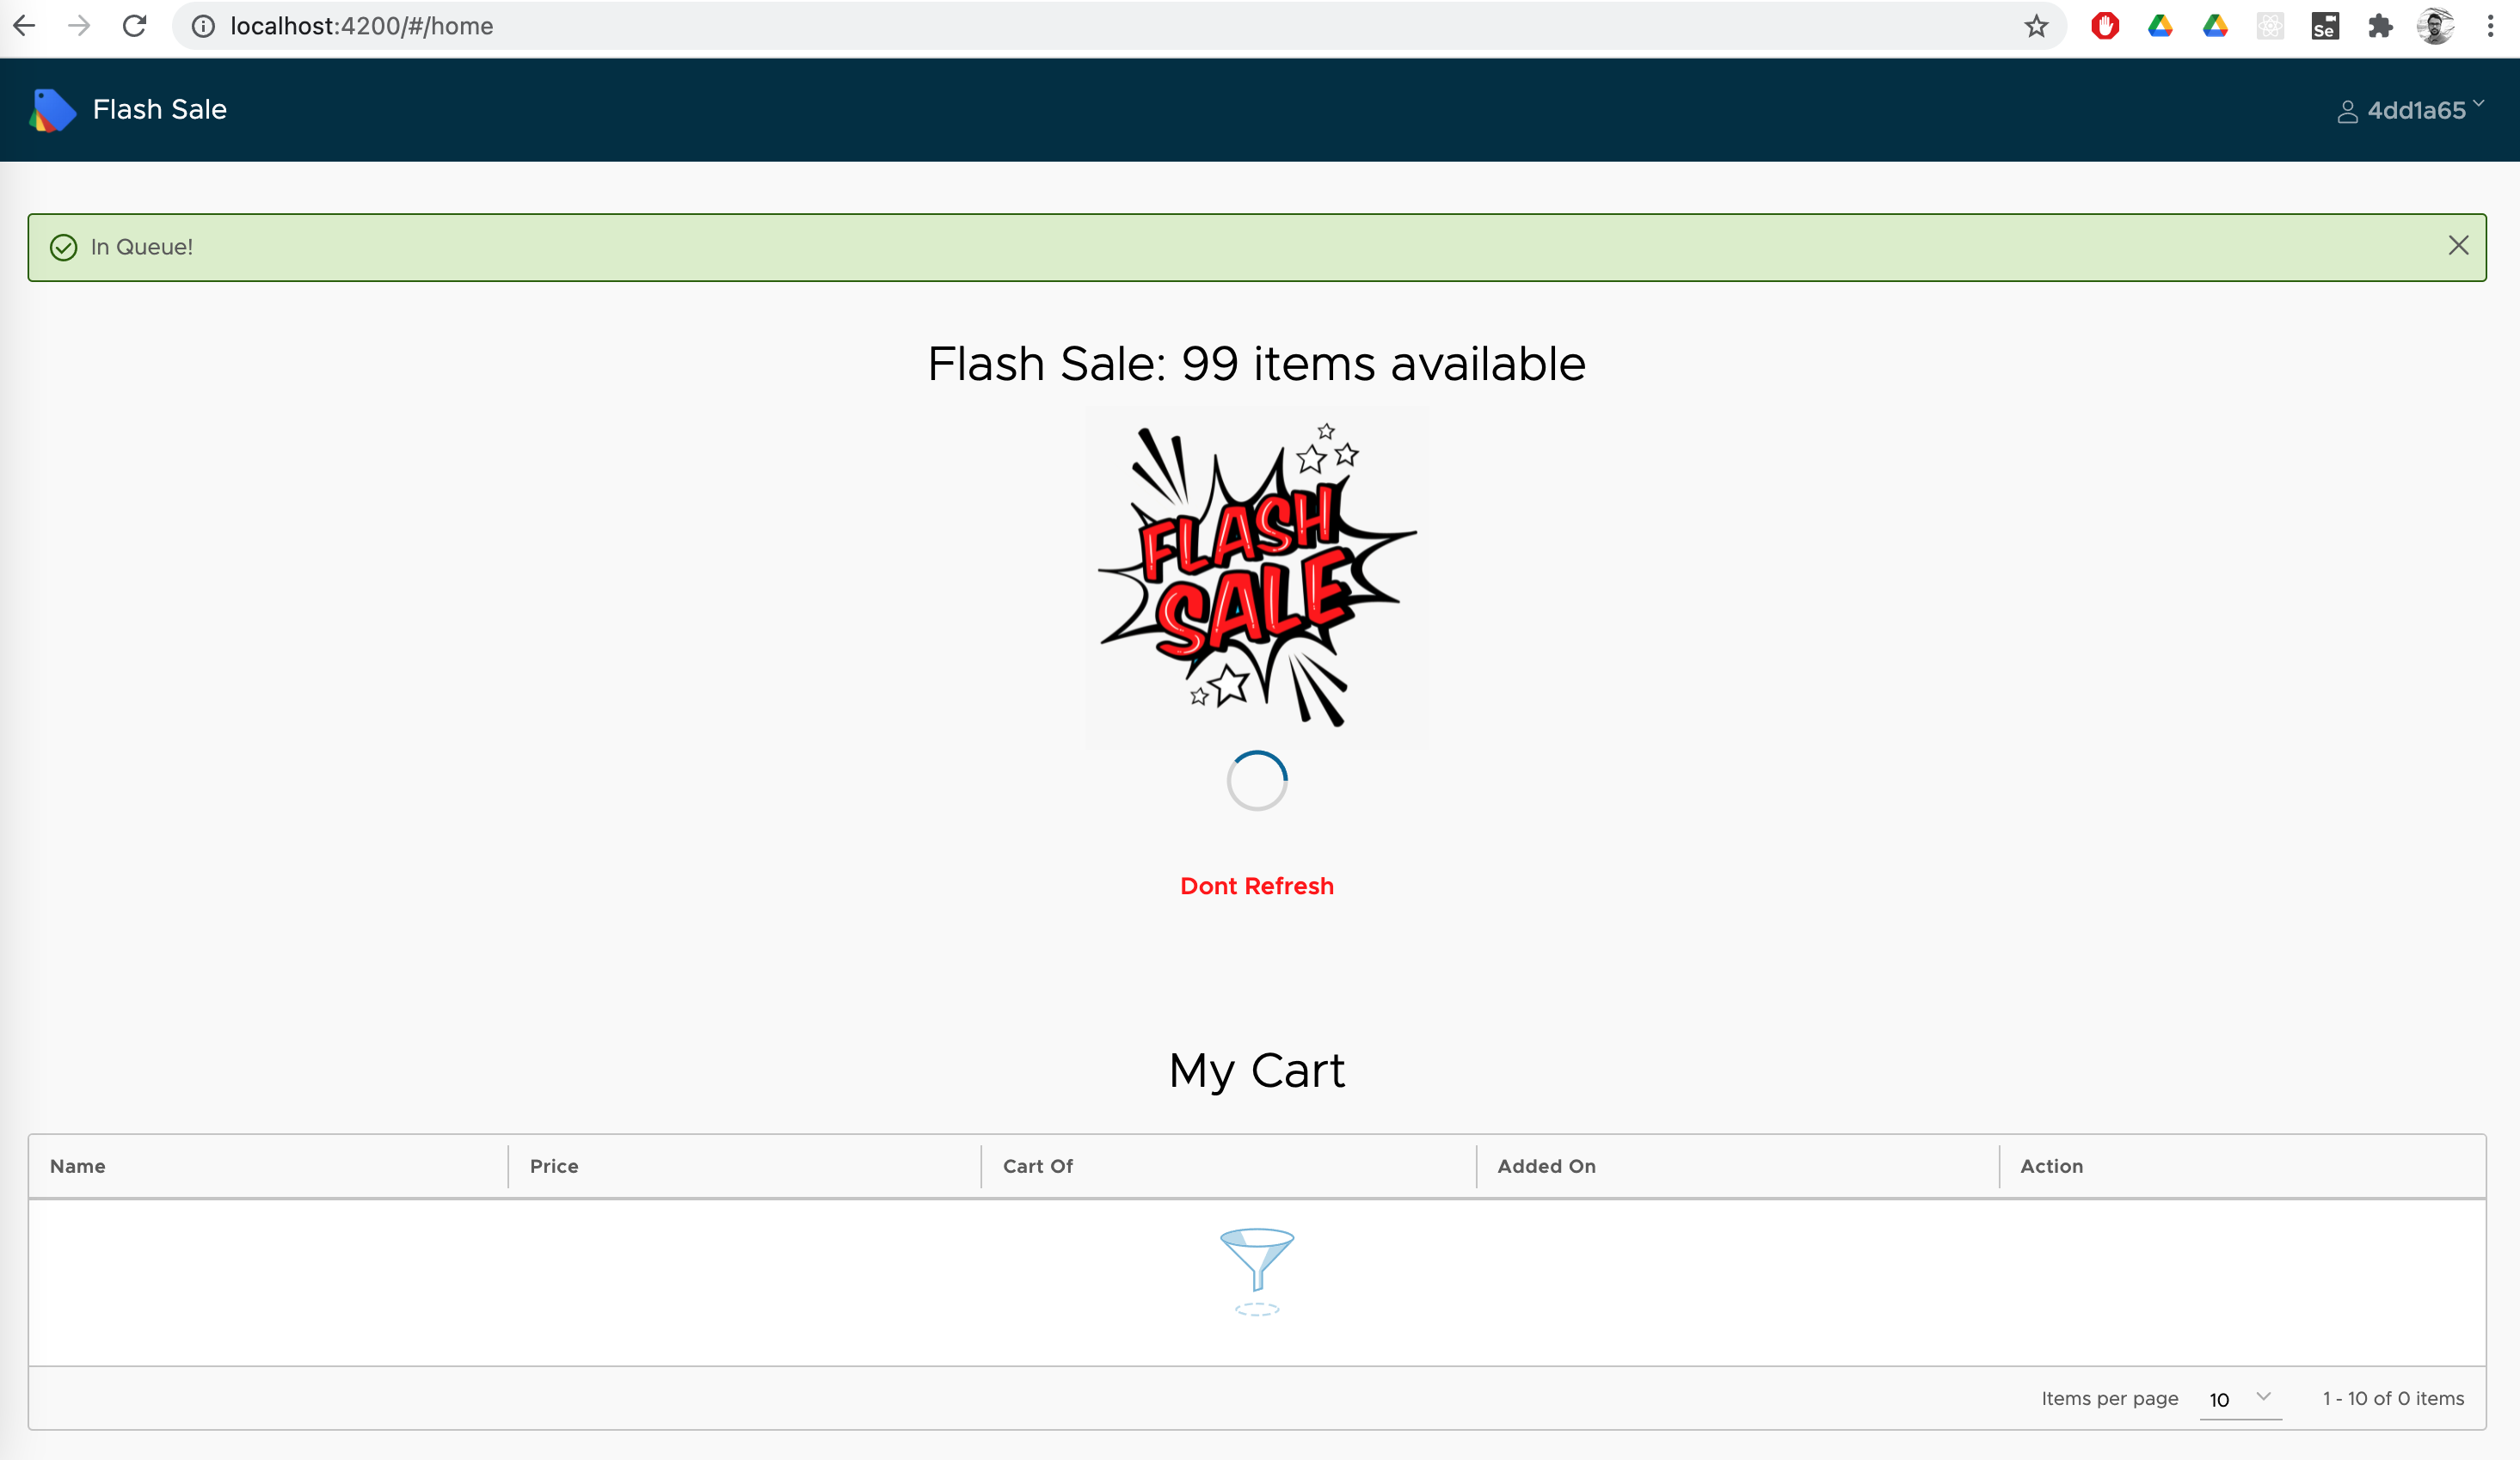 localhost:4200/#/home
Se
Flash Sale
4dd1a65
In Queue!
Flash Sale: 99 items available
FLASH
SALE
Dont Refresh
My Cart
Name Price Cart Of Added On Action
Items per page 10 1 - 10 of 0 items